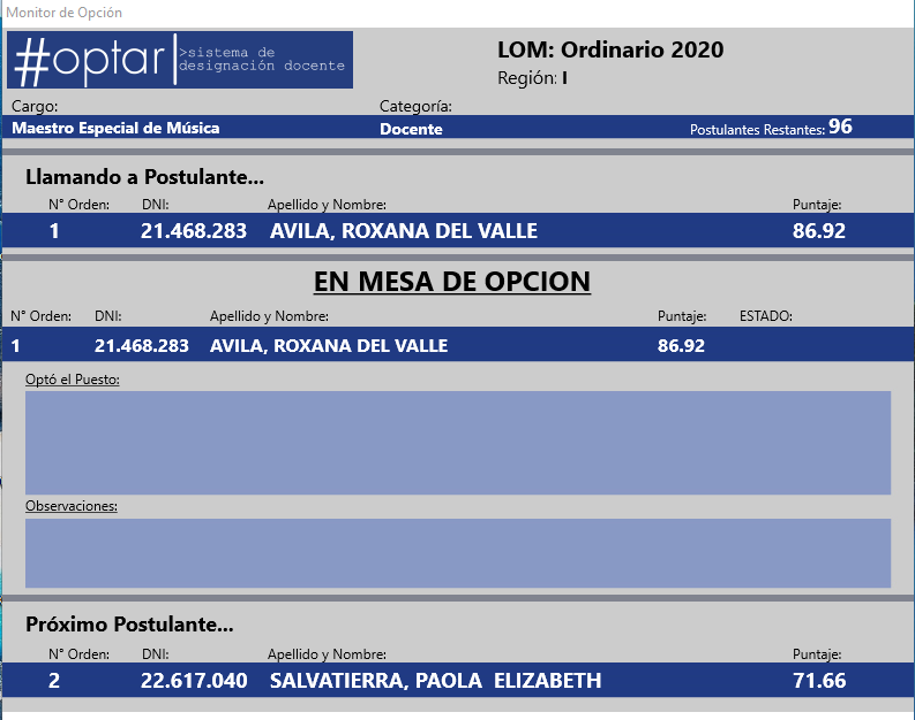 Monitor de Opción
#optar >sistema de
designación docente
LOM: Ordinario 2020
Región: I
Cargo: Categoría:
Maestro Especial de Música Docente Postulantes Restantes: 96
Llamando a Postulante...
N° Orden: DNI: Apellido y Nombre: Puntaje:
1 21.468.283 AVILA, ROXANA DEL VALLE 86.92
EN MESA DE OPCION
N° Orden: DNI: Apellido y Nombre: Puntaje: ESTADO:
1 21.468.283 AVILA, ROXANA DEL VALLE 86.92
Optó el Puesto:
Observaciones:
Próximo Postulante...
N° Orden: DNI: Apellido y Nombre: Puntaje:
2 22.617.040 SALVATIERRA, PAOLA  ELIZABETH 71.66